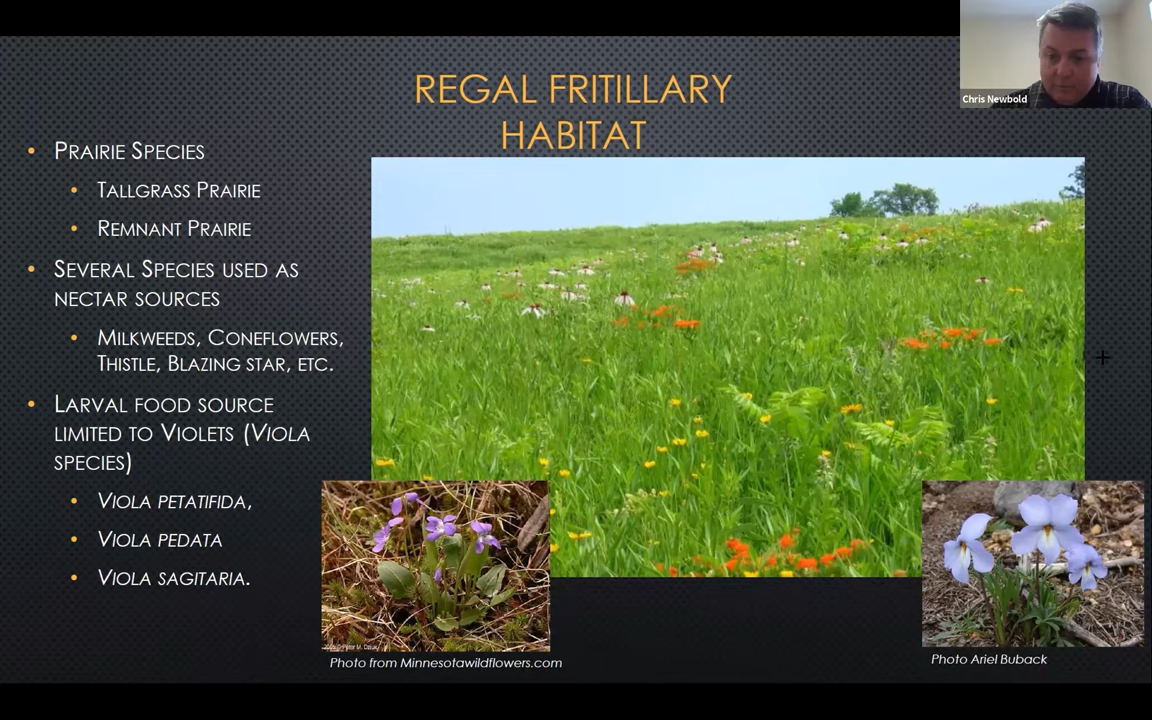 Chris Newbold
REGAL FRITILLARY
HABITAT
• PRAIRIE SPECIES
• TALLGRASS PRAIRIE
• REMNANT PRAIRIE
• SEVERAL SPECIES USED AS
NECTAR SOURCES
• MILKWEEDS, CONEFLOWERS,
THISTLE, BLAZING STAR, ETC.
• LARVAL FOOD SOURCE
LIMITED TO VIOLETS (VIOLA
SPECIES)
• VIOLA PETATIFIDA,
• VIOLA PEDATA
• VIOLA SAGITARIA.
Photo from Minnesotawildflowers.com
Photo Ariel Buback